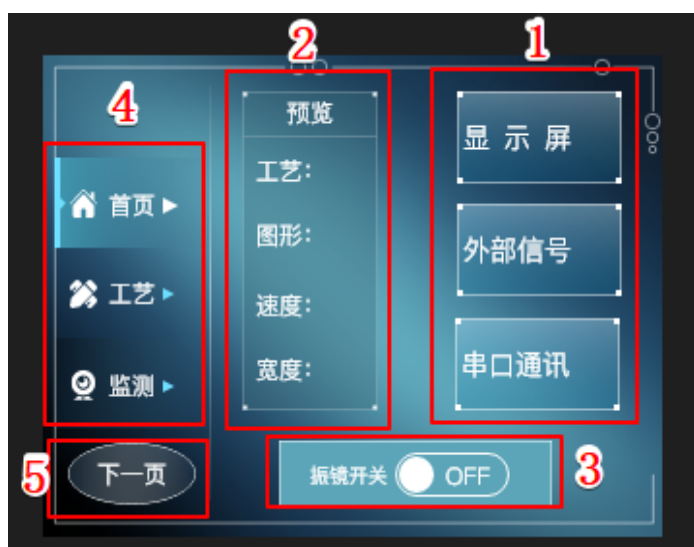 4
首页
工艺
监测
5
下一页
2
预览
工艺：
图形：
速度：
宽度：
1
显示屏
外部信号
串口通讯
振镜开关 OFF
3